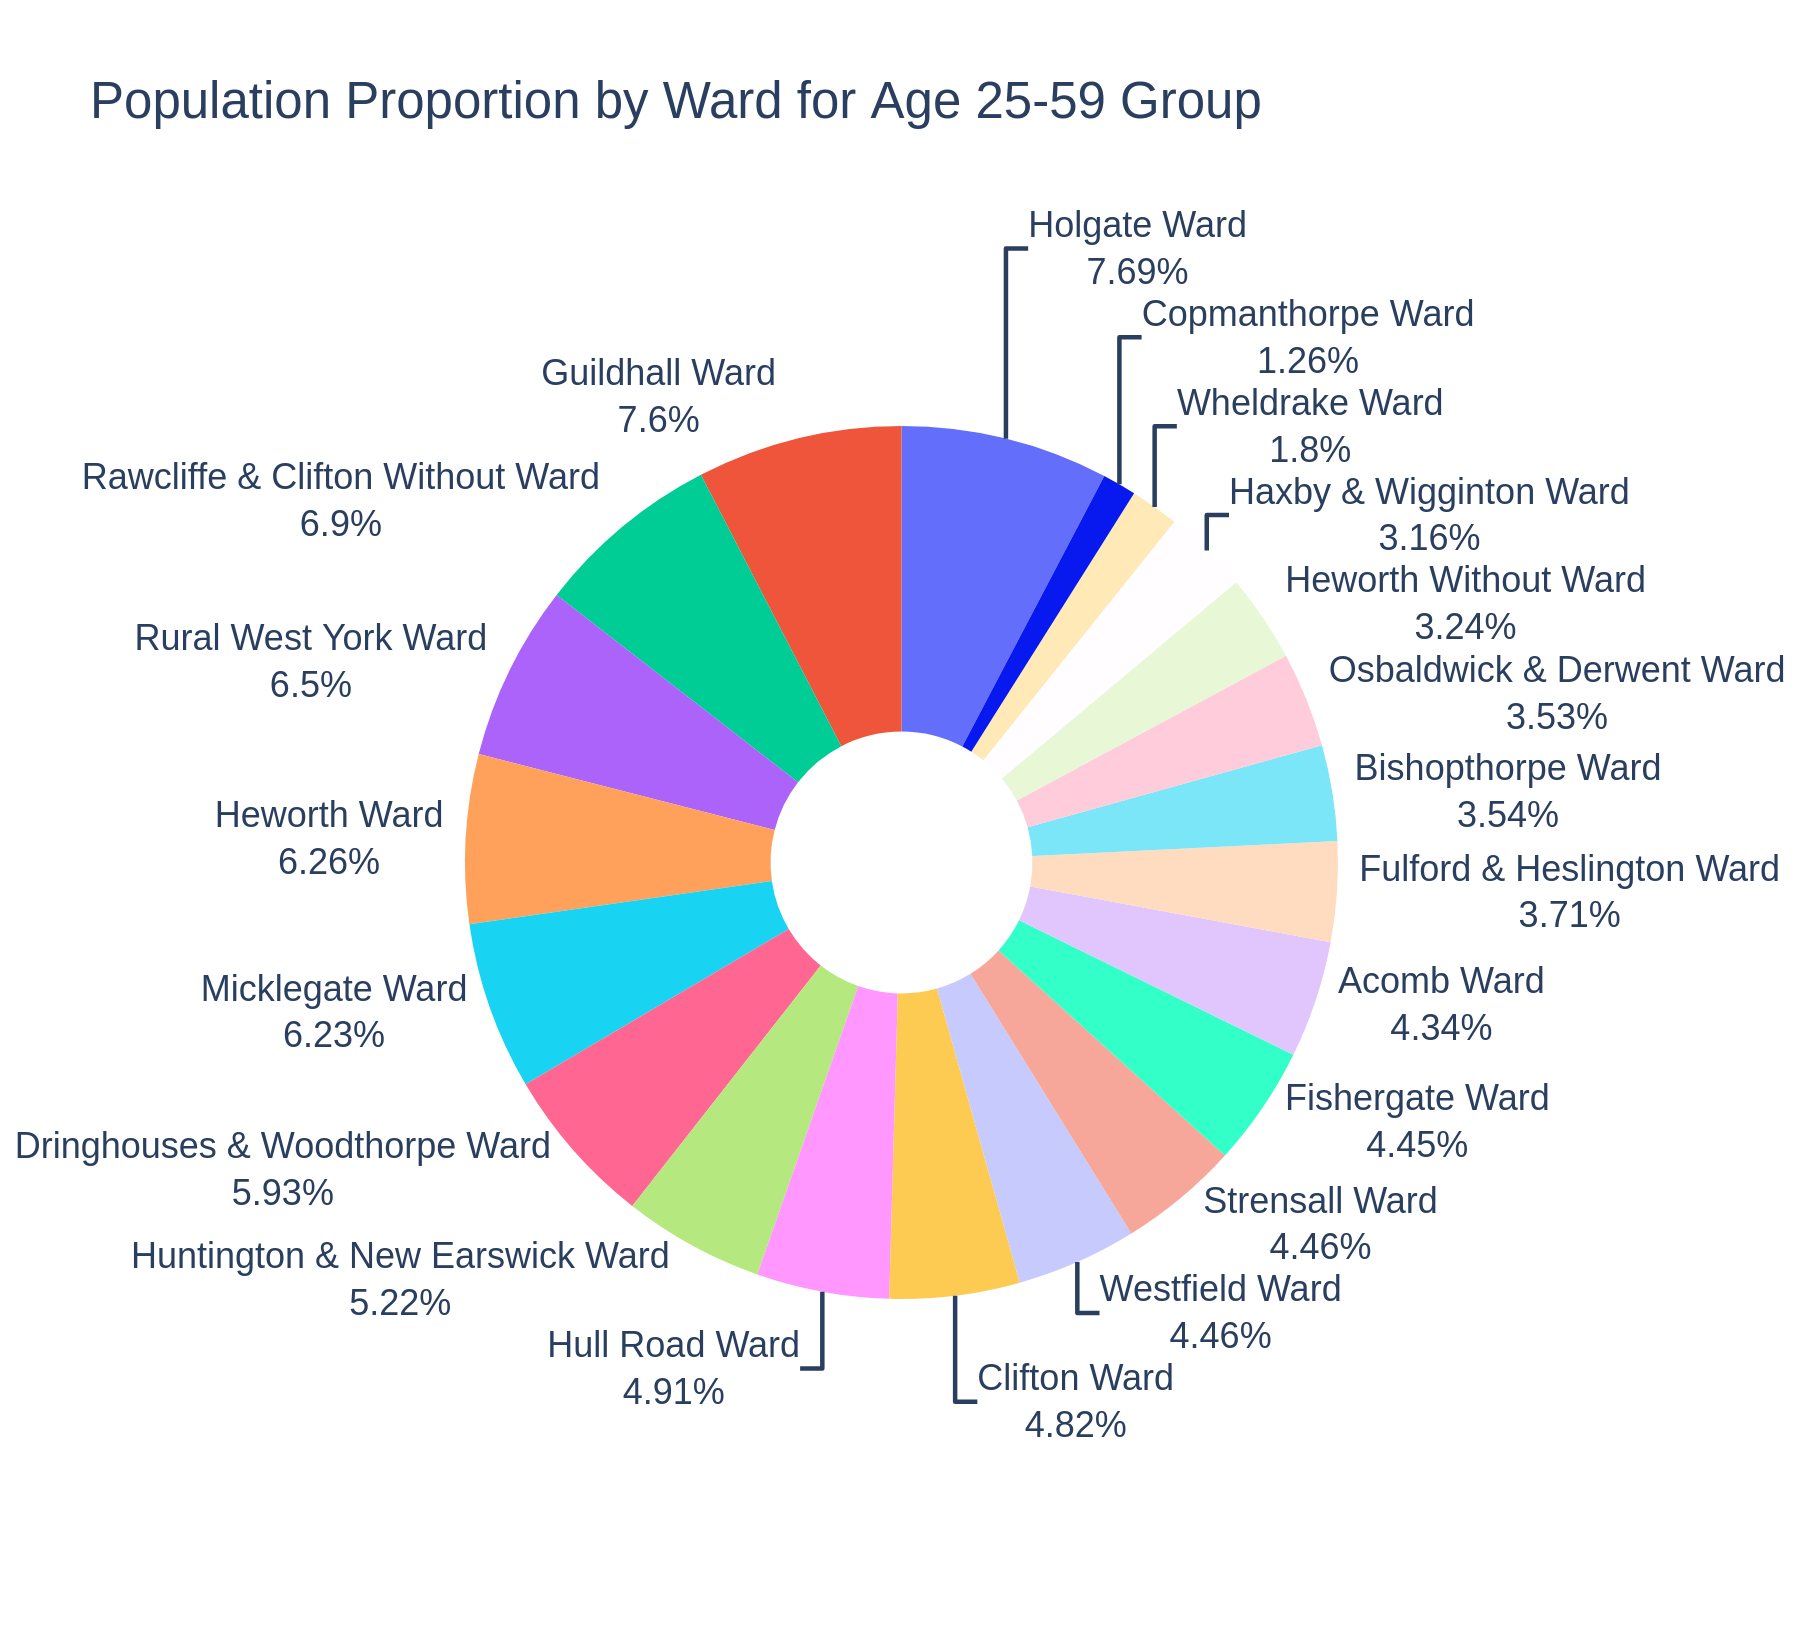 Population Proportion by Ward for Age 25-59 Group
Holgate Ward
7.69%
Copmanthorpe Ward
1.26%
Wheldrake Ward
1.8%
Haxby & Wigginton Ward
3.16%
Heworth Without Ward
3.24%
Osbaldwick & Derwent Ward
3.53%
Bishopthorpe Ward
3.54%
Fulford & Heslington Ward
3.71%
Acomb Ward
4.34%
Fishergate Ward
4.45%
Strensall Ward
4.46%
Westfield Ward
4.46%
Clifton Ward
4.82%
Hull Road Ward
4.91%
Huntington & New Earswick Ward
5.22%
Dringhouses & Woodthorpe Ward
5.93%
Micklegate Ward
6.23%
Heworth Ward
6.26%
Rural West York Ward
6.5%
Rawcliffe & Clifton Without Ward
6.9%
Guildhall Ward
7.6%